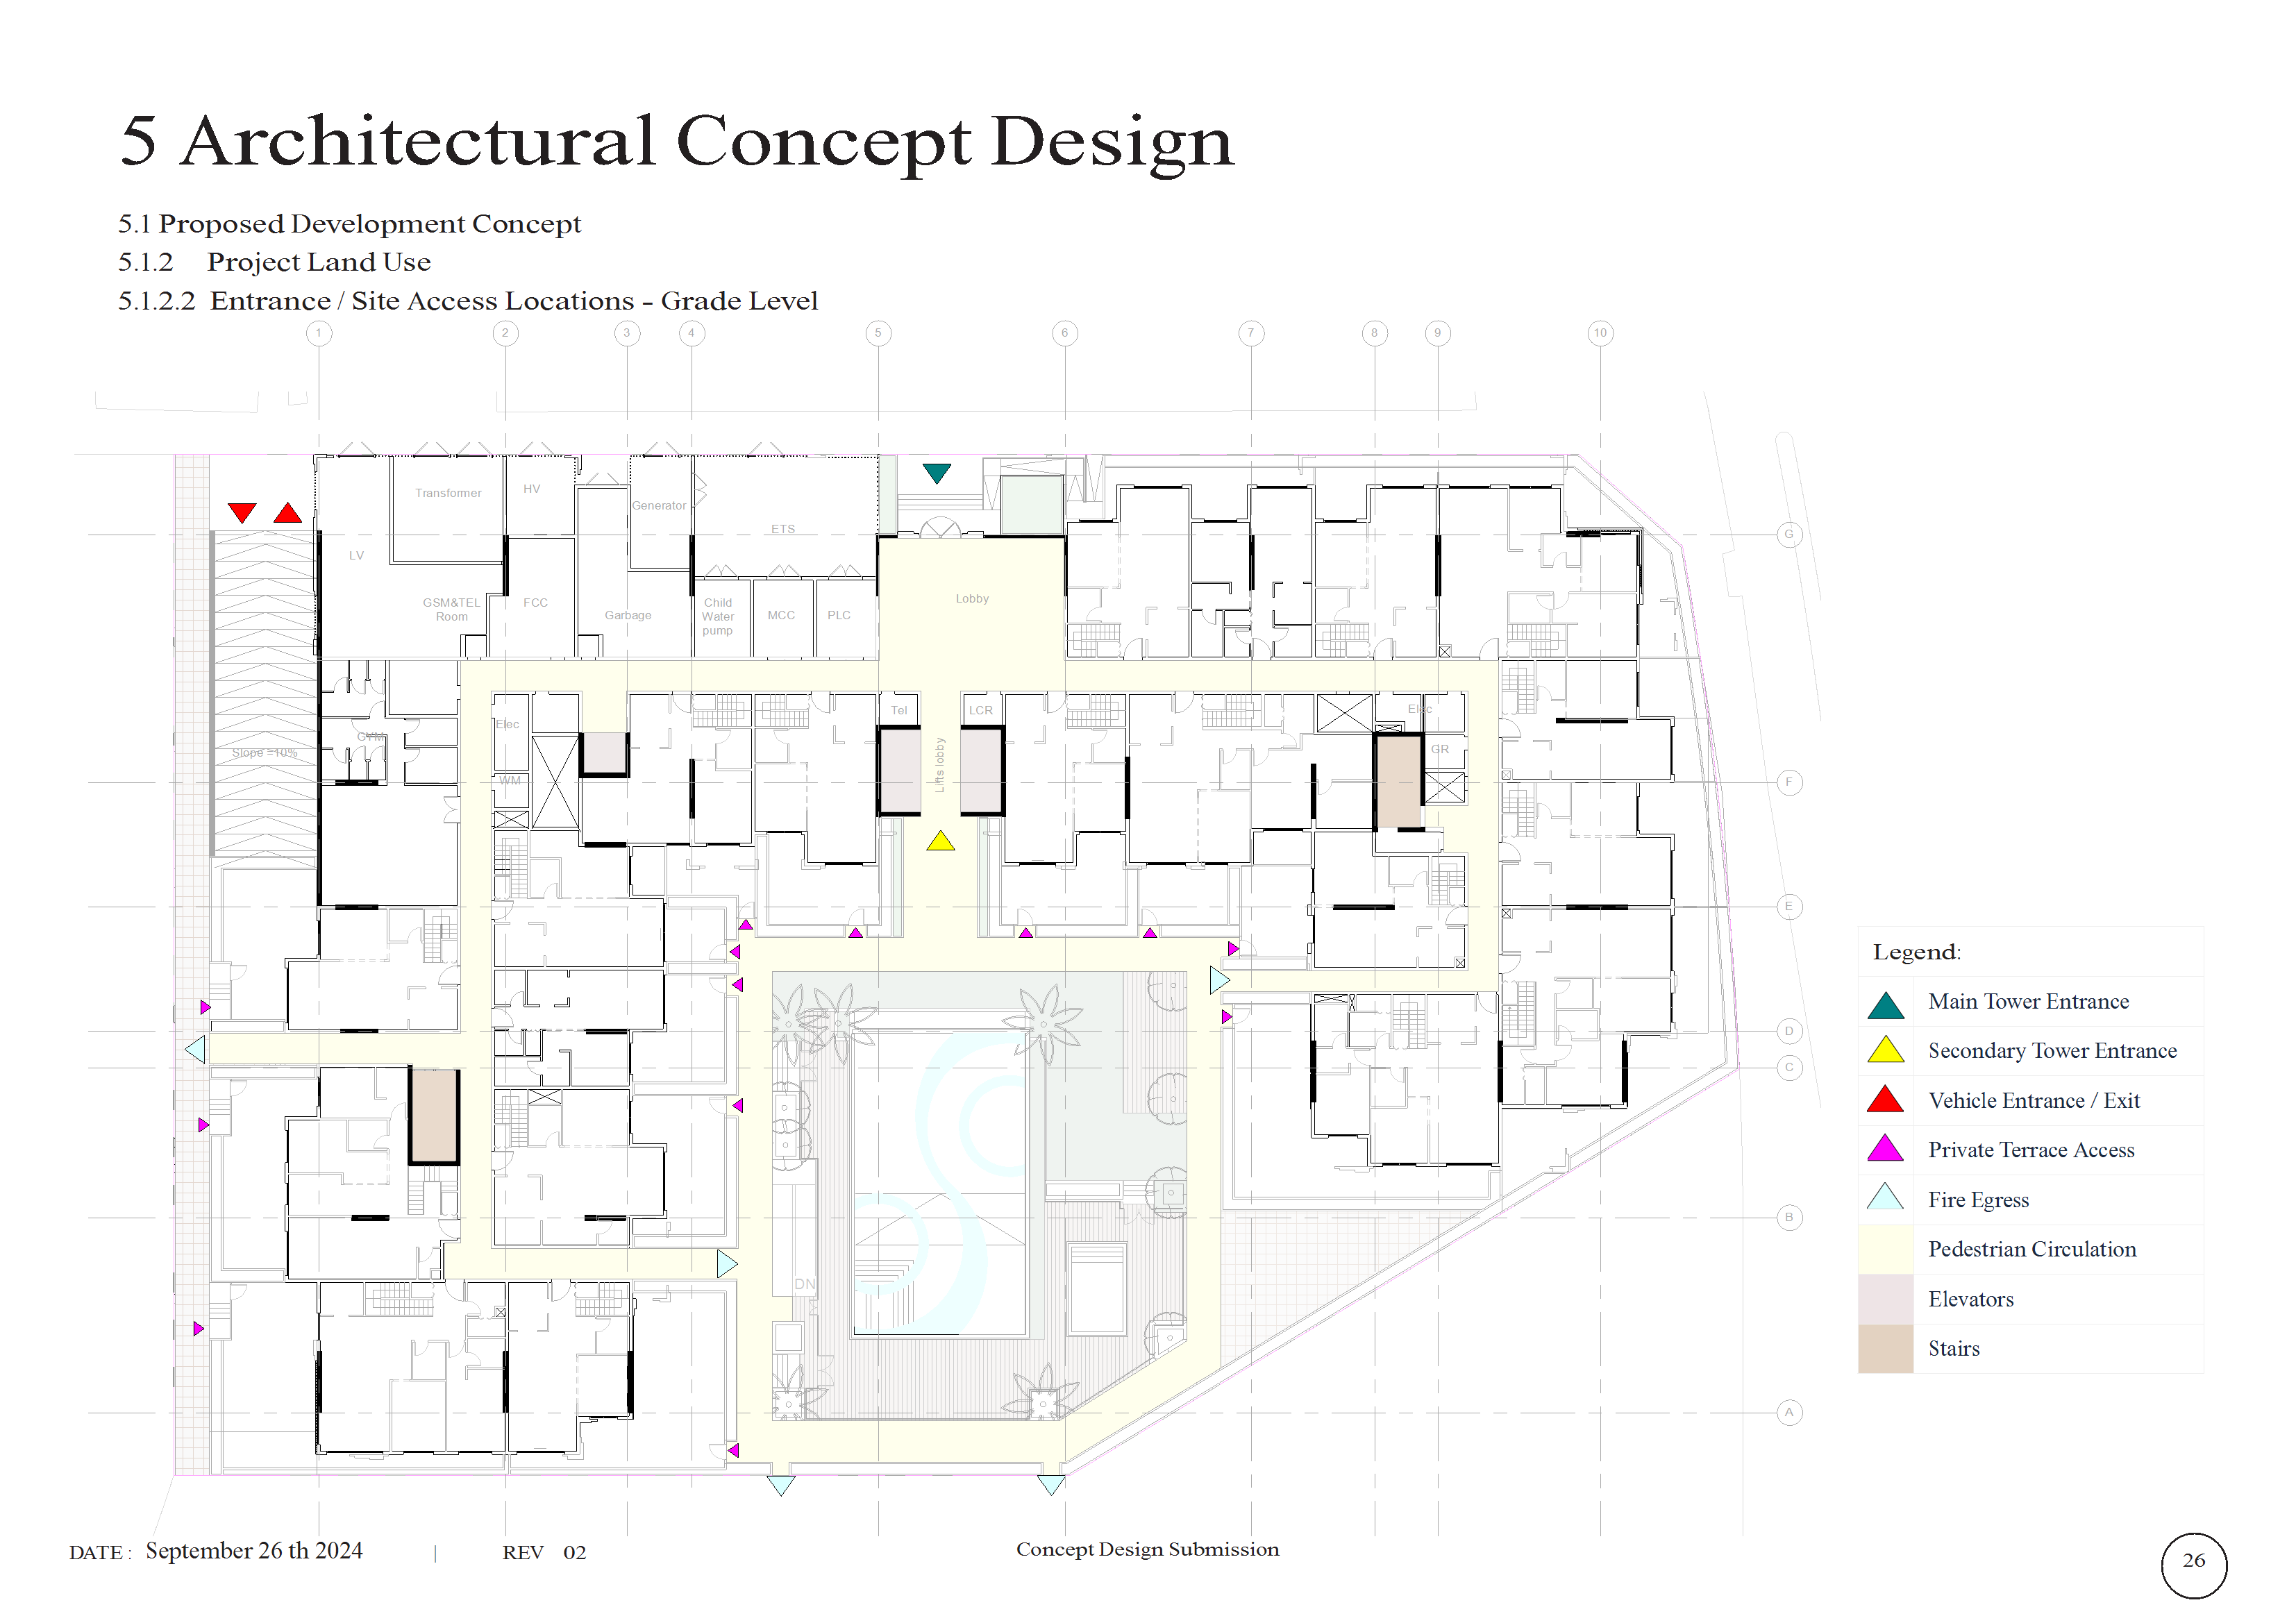 5 Architectural Concept Design
5.1 Proposed Development Concept
5.1.2 Project Land Use
5.1.2.2 Entrance / Site Access Locations - Grade Level
1 2 3 4 5 6 7 8 9 10
Transformer
HV
Generator
ETS
G
LV
GSM&TEL
Room
FCC
Garbage
Child
Water
pump
MCC
PLC
Lobby
Elec
Tel
LCR
Elec
GYM
Slope =10%
WM
Lifts lobby
GR
F
E
D
C
B
A
DN
Legend:
Main Tower Entrance
Secondary Tower Entrance
Vehicle Entrance / Exit
Private Terrace Access
Fire Egress
Pedestrian Circulation
Elevators
Stairs
DATE : September 26 th 2024 | REV 02
Concept Design Submission
26